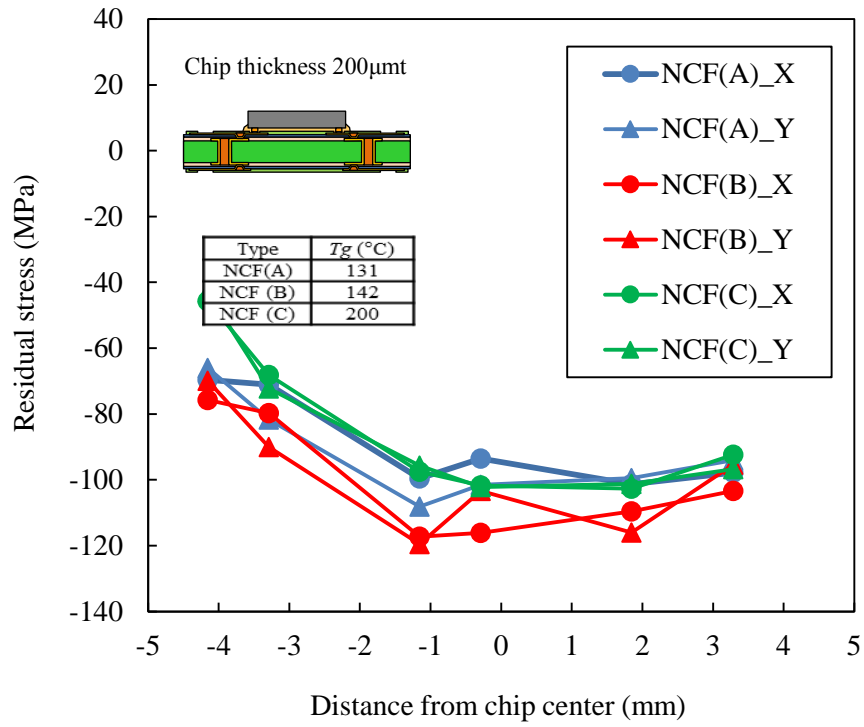 Chip thickness 200μmt
Type Tg (°C)
NCF(A) 131
NCF (B) 142
NCF (C) 200
NCF(A)_X
NCF(A)_Y
NCF(B)_X
NCF(B)_Y
NCF(C)_X
NCF(C)_Y
Residual stress (MPa)
40
20
0
-20
-40
-60
-80
-100
-120
-140
-5 -4 -3 -2 -1 0 1 2 3 4 5
Distance from chip center (mm)